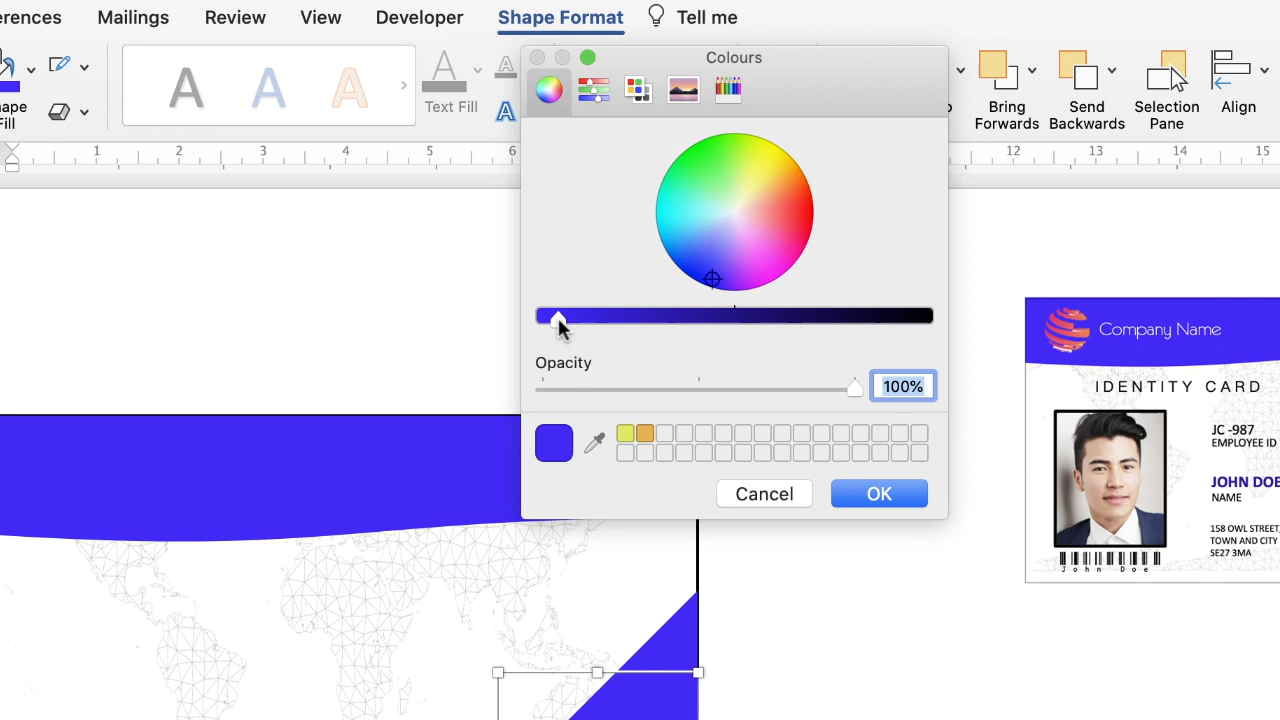 erences Mailings Review View Developer Shape Format Tell me
Colours
A A A
A
A
A
ape
Fill
Text Fill
Bring
Forwards
Send
Backwards
Selection
Pane
Align
1 2 3 4 5 6 12 13 14 15
Opacity
100%
Cancel OK
Company Name
IDENTITY CARD
JC -987
EMPLOYEE ID
JOHN DOE
NAME
158 OWL STREET,
TOWN AND CITY
SE27 3MA
John Doe